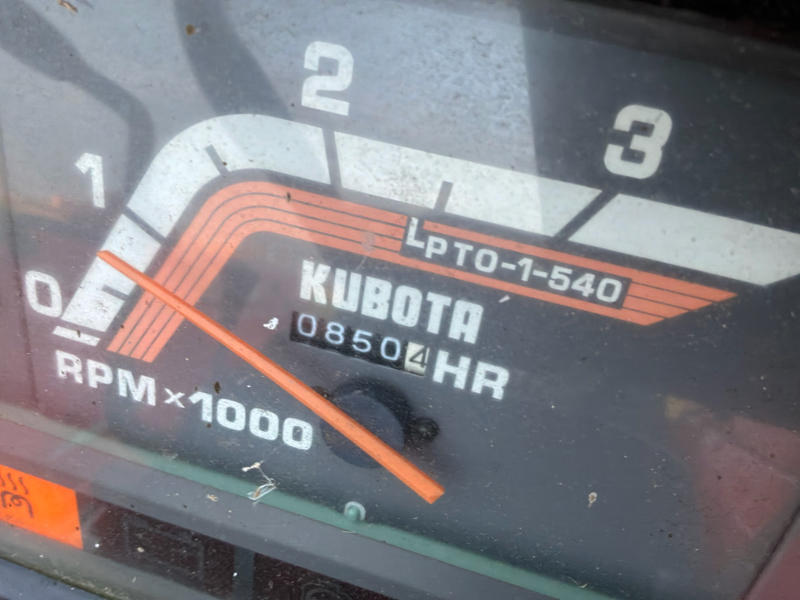 2
3
1
0
LPTO-1-540
KUBOTA
08504 HR
RPM x 1000